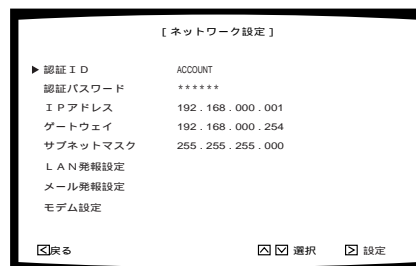 [ネットワーク設定]
▶認証ID ACCOUNT
認証パスワード ******
IPアドレス 192.168.000.001
ゲートウェイ 192.168.000.254
サブネットマスク 255.255.255.000
LAN発報設定
メール発報設定
モデム設定
戻る 選択 設定